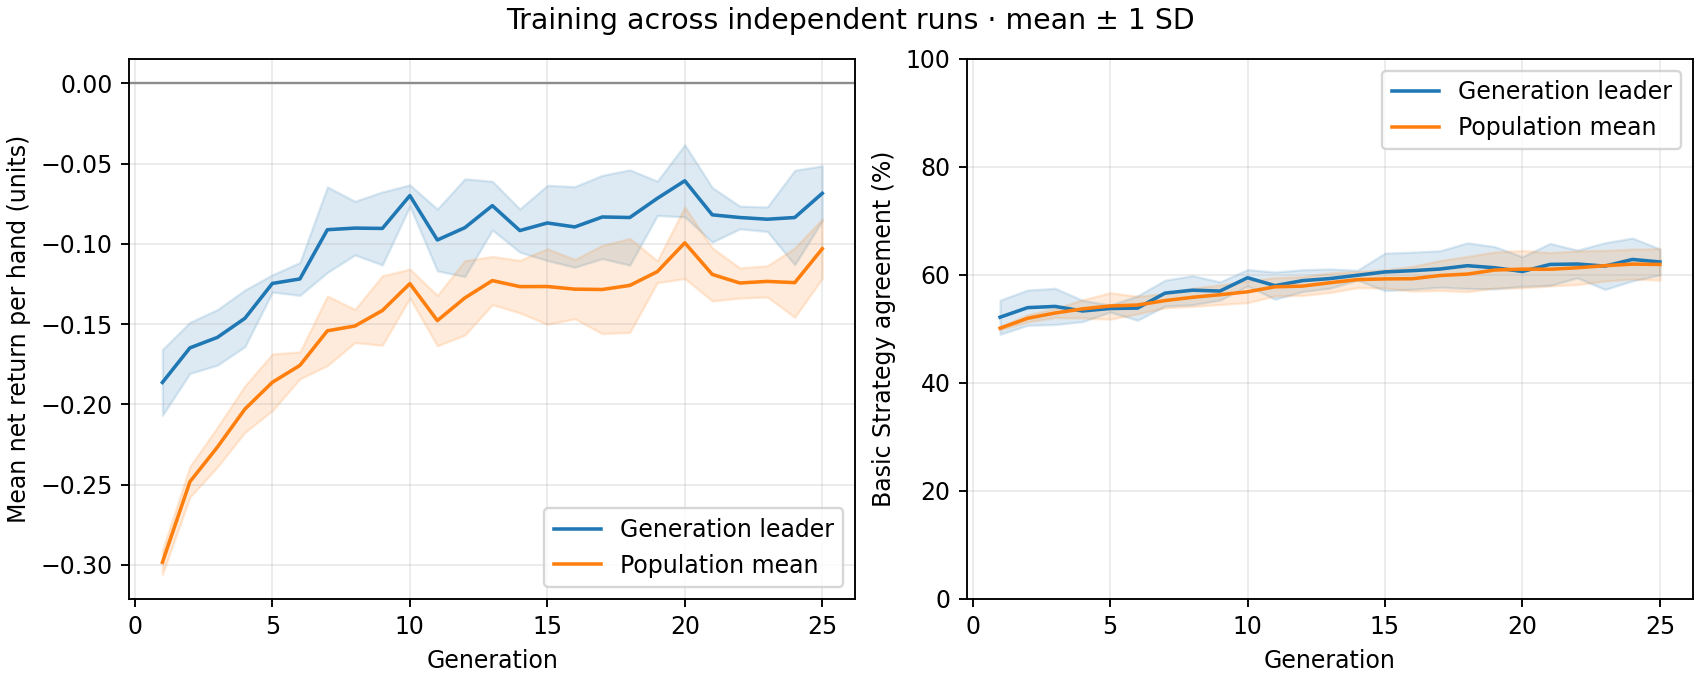 Training across independent runs · mean ± 1 SD
Mean net return per hand (units)
0.00
−0.05
−0.10
−0.15
−0.20
−0.25
−0.30
Generation leader
Population mean
0
5
10
15
20
25
Generation
Basic Strategy agreement (%)
100
80
60
40
20
0
Generation leader
Population mean
0
5
10
15
20
25
Generation